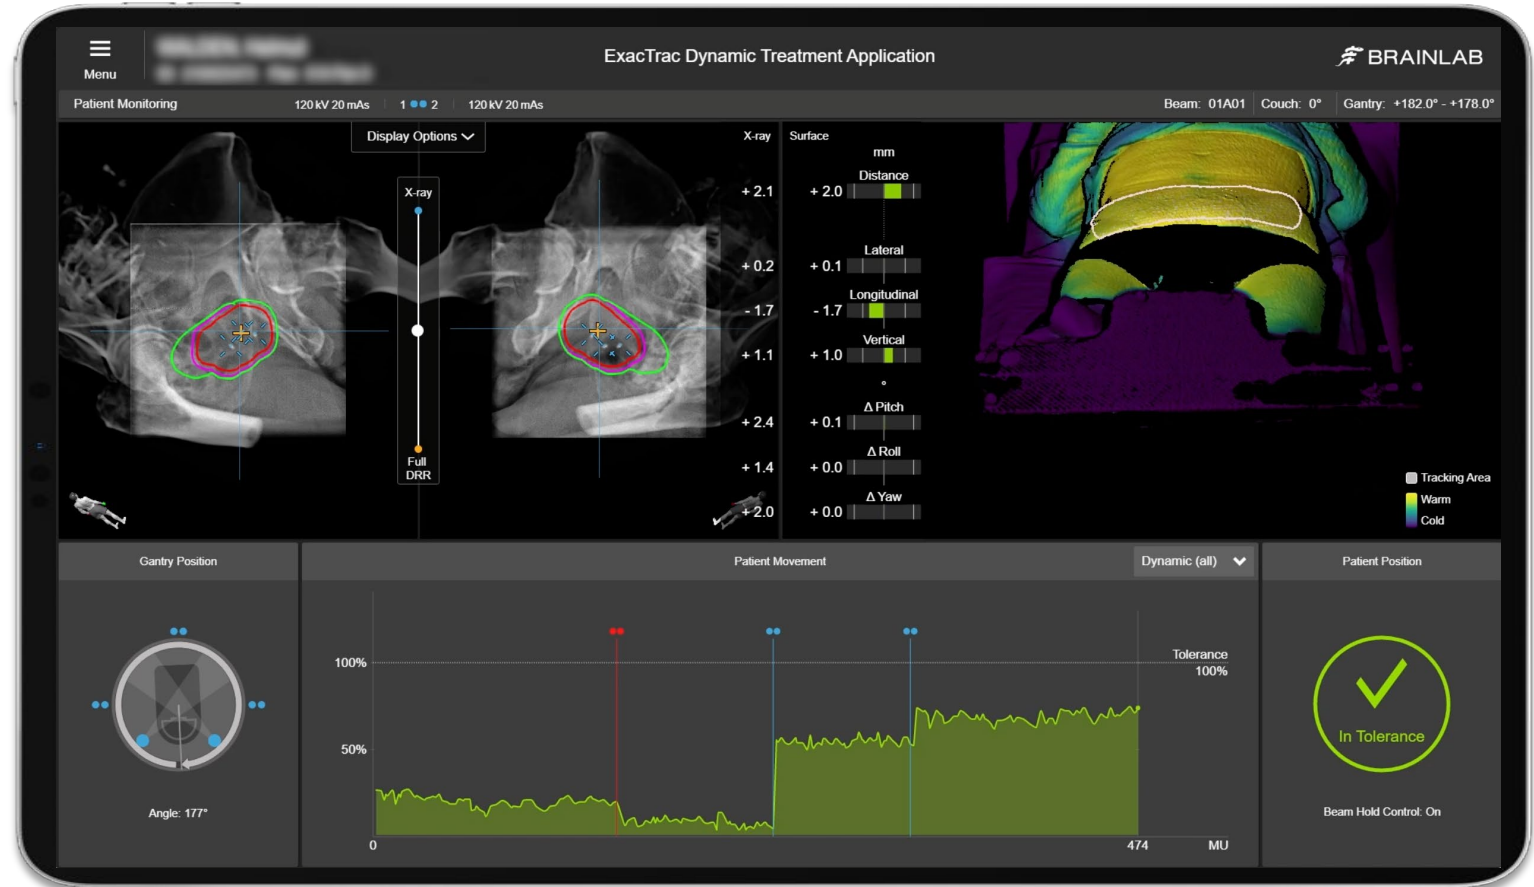 Menu
ExacTrac Dynamic Treatment Application
BRAINLAB
Patient Monitoring
120 kV 20 mAs
1 2
120 kV 20 mAs
Beam: 01A01
Couch: 0°
Gantry: +182.0° - +178.0°
Display Options
X-ray
Full
DRR
X-ray
Surface
mm
Distance
+ 2.1
+ 2.0
Lateral
+ 0.2
+ 0.1
Longitudinal
- 1.7
- 1.7
Vertical
+ 1.1
+ 1.0
°
Δ Pitch
+ 2.4
+ 0.1
Δ Roll
+ 1.4
+ 0.0
Δ Yaw
+ 2.0
+ 0.0
Tracking Area
Warm
Cold
Gantry Position
Angle: 177°
Patient Movement
Dynamic (all)
100%
50%
Tolerance
100%
0
474
MU
Patient Position
In Tolerance
Beam Hold Control: On